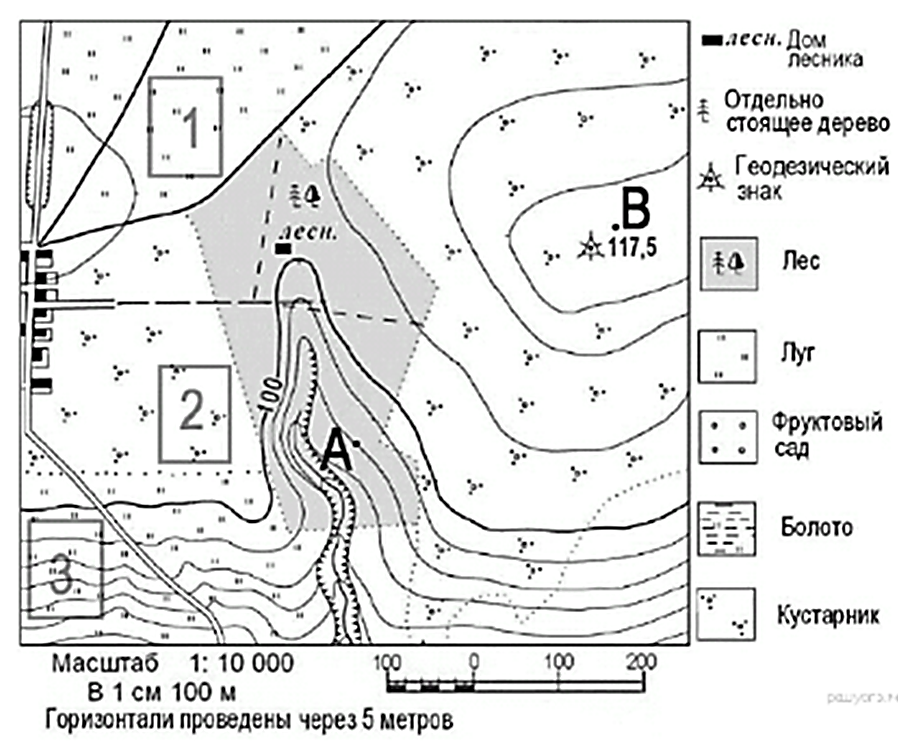 1
лесн.
.В
117,5
100
2
А
3
лесн. Дом
лесника
Отдельно
стоящее дерево
Геодезический
знак
Лес
Луг
Фруктовый
сад
Болото
Кустарник
Масштаб 1: 10 000
В 1 см 100 м
Горизонтали проведены через 5 метров
100 0 100 200